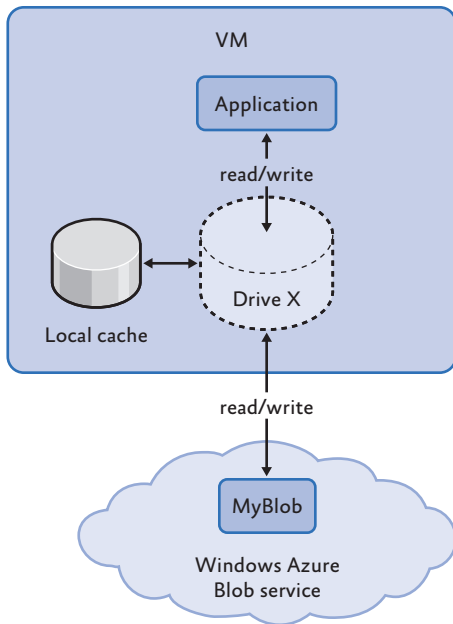 VM
Application
read/write
Drive X
Local cache
read/write
MyBlob
Windows Azure
Blob service